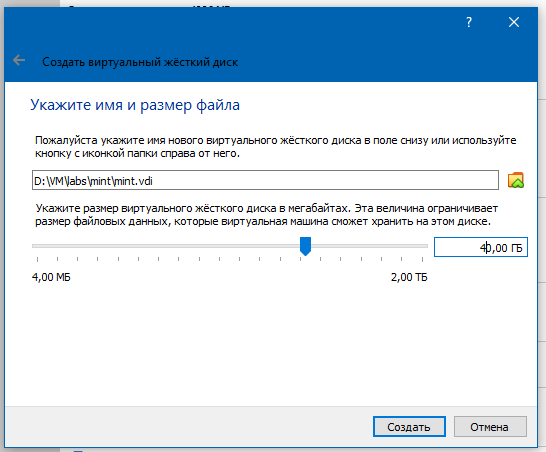 ?
Создать виртуальный жёсткий диск
Укажите имя и размер файла
Пожалуйста укажите имя нового виртуального жёсткого диска в поле снизу или используйте
кнопку с иконкой папки справа от него.
D:\VM\labs\mint\mint.vdi
Укажите размер виртуального жёсткого диска в мегабайтах. Эта величина ограничивает
размер файловых данных, которые виртуальная машина сможет хранить на этом диске.
40,00 ГБ
4,00 МБ
2,00 ТБ
Создать
Отмена